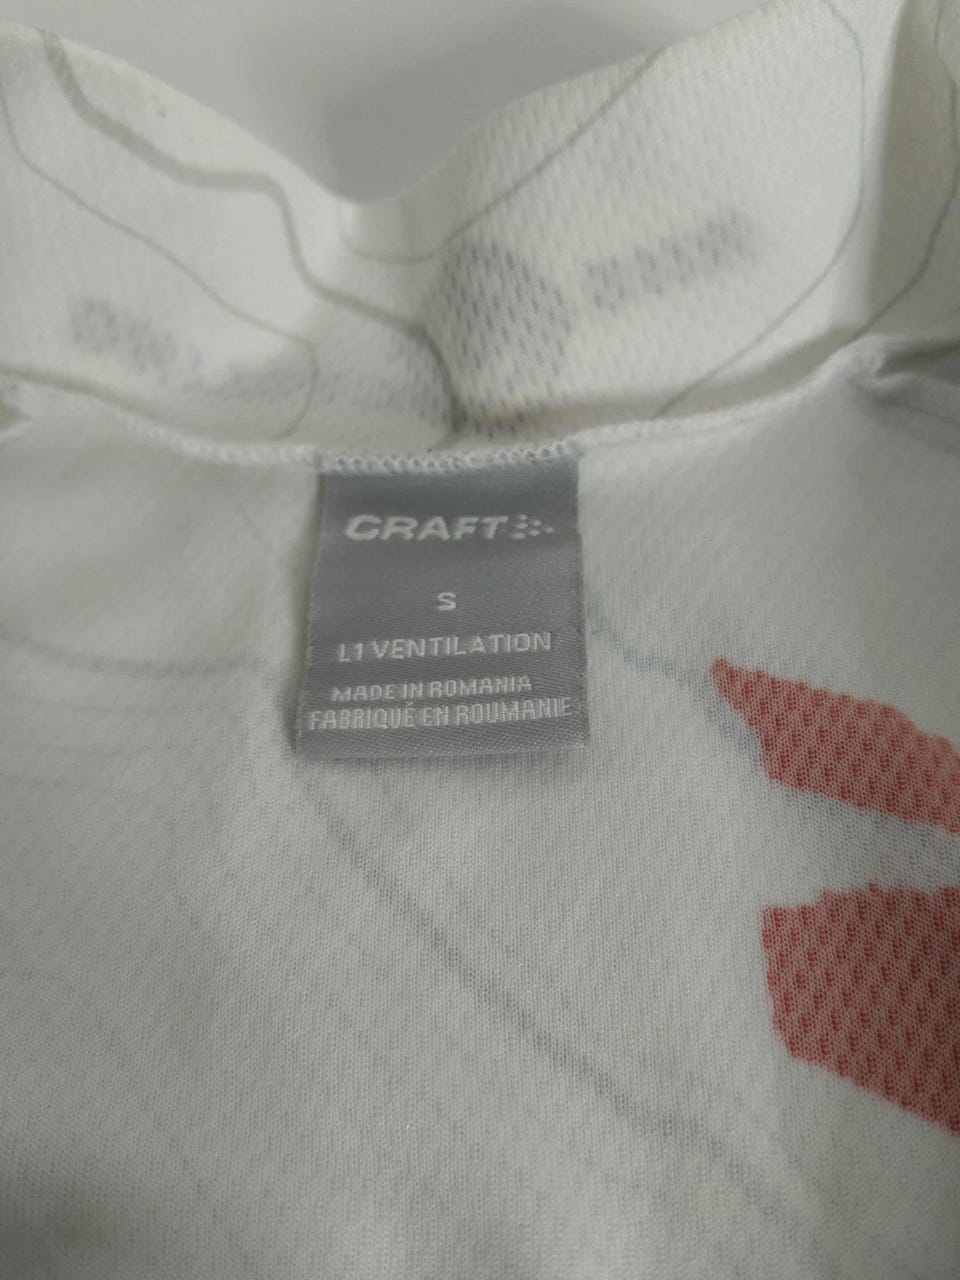 CRAFT
S
L1 VENTILATION
MADE IN ROMANIA
FABRIQUÉ EN ROUMANIE